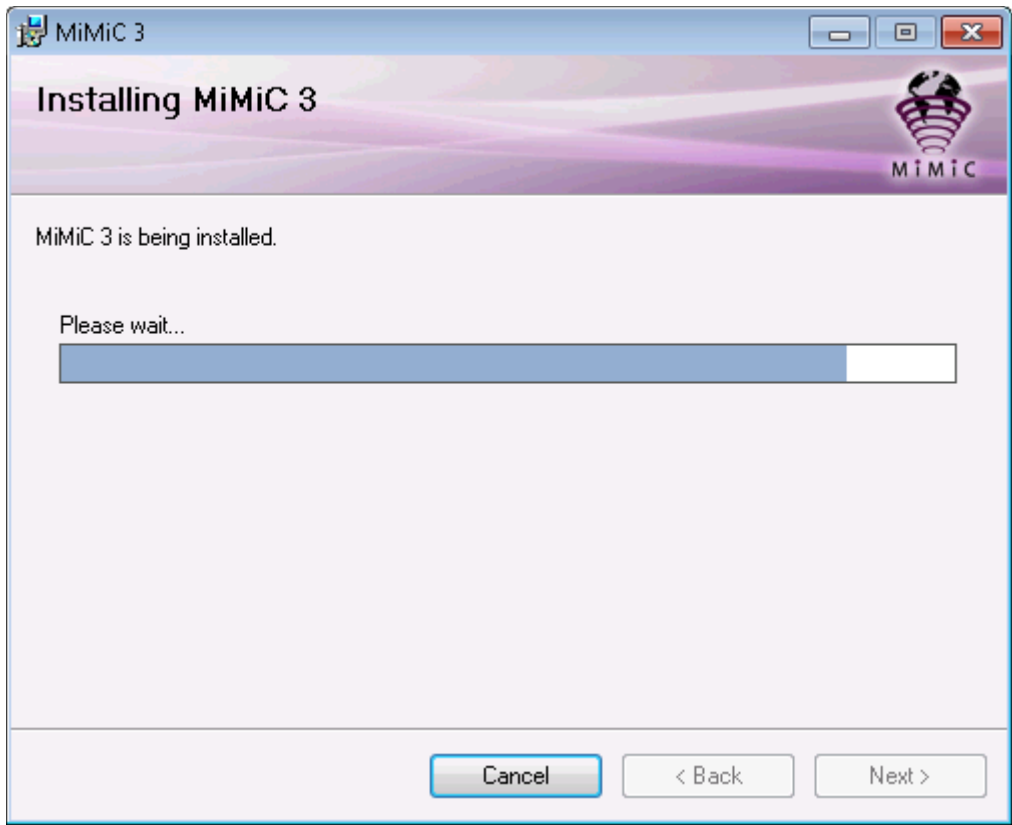 MiMiC 3
Installing MiMiC 3
MiMiC
MiMiC 3 is being installed.
Please wait...
Cancel
< Back
Next >